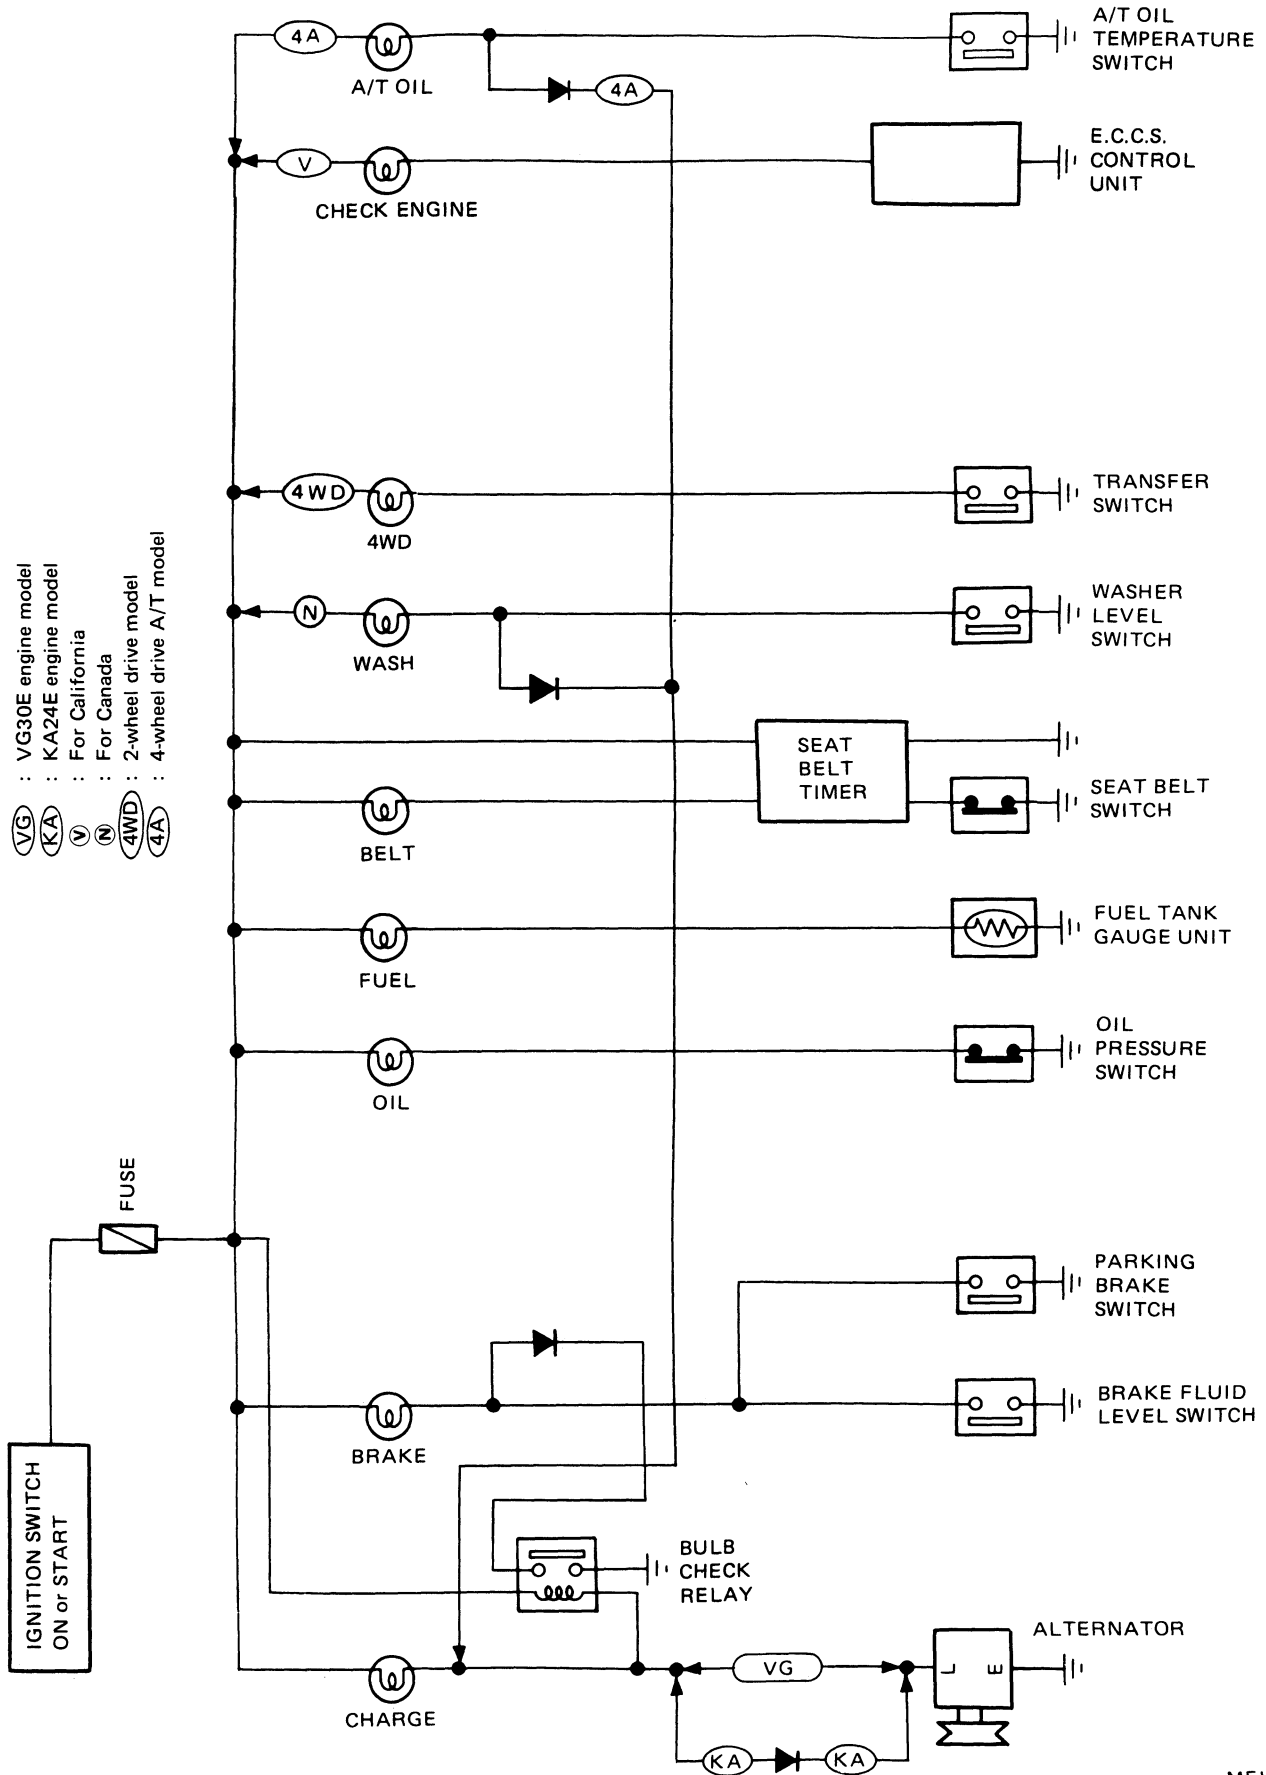 4A
A/T OIL
4A
A/T OIL
TEMPERATURE
SWITCH
V
CHECK ENGINE
E.C.C.S.
CONTROL
UNIT
4WD
4WD
TRANSFER
SWITCH
N
WASH
WASHER
LEVEL
SWITCH
VG : VG30E engine model
KA : KA24E engine model
V : For California
N : For Canada
4WD : 2-wheel drive model
4A : 4-wheel drive A/T model
SEAT
BELT
TIMER
BELT
SEAT BELT
SWITCH
FUEL
FUEL TANK
GAUGE UNIT
OIL
OIL
PRESSURE
SWITCH
FUSE
PARKING
BRAKE
SWITCH
BRAKE
BRAKE FLUID
LEVEL SWITCH
IGNITION SWITCH
ON or START
BULB
CHECK
RELAY
CHARGE
VG
L
E
ALTERNATOR
KA
KA